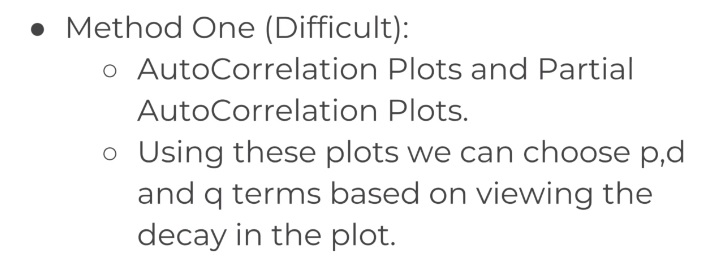 ● Method One (Difficult):
○ AutoCorrelation Plots and Partial
AutoCorrelation Plots.
○ Using these plots we can choose p,d
and q terms based on viewing the
decay in the plot.